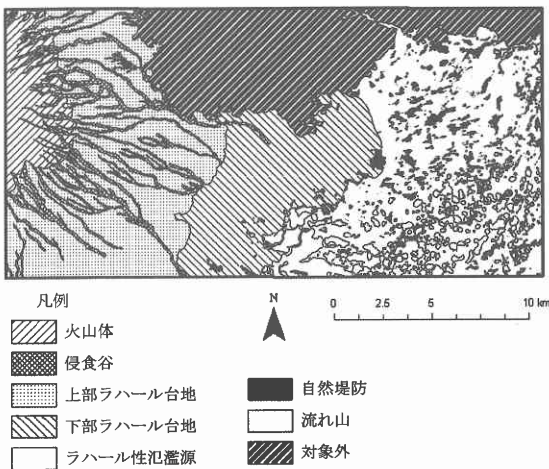 凡例
火山体
侵食谷
上部ラハール台地
下部ラハール台地
ラハール性氾濫源
自然堤防
流れ山
対象外
N
0 2.5 5 10 km